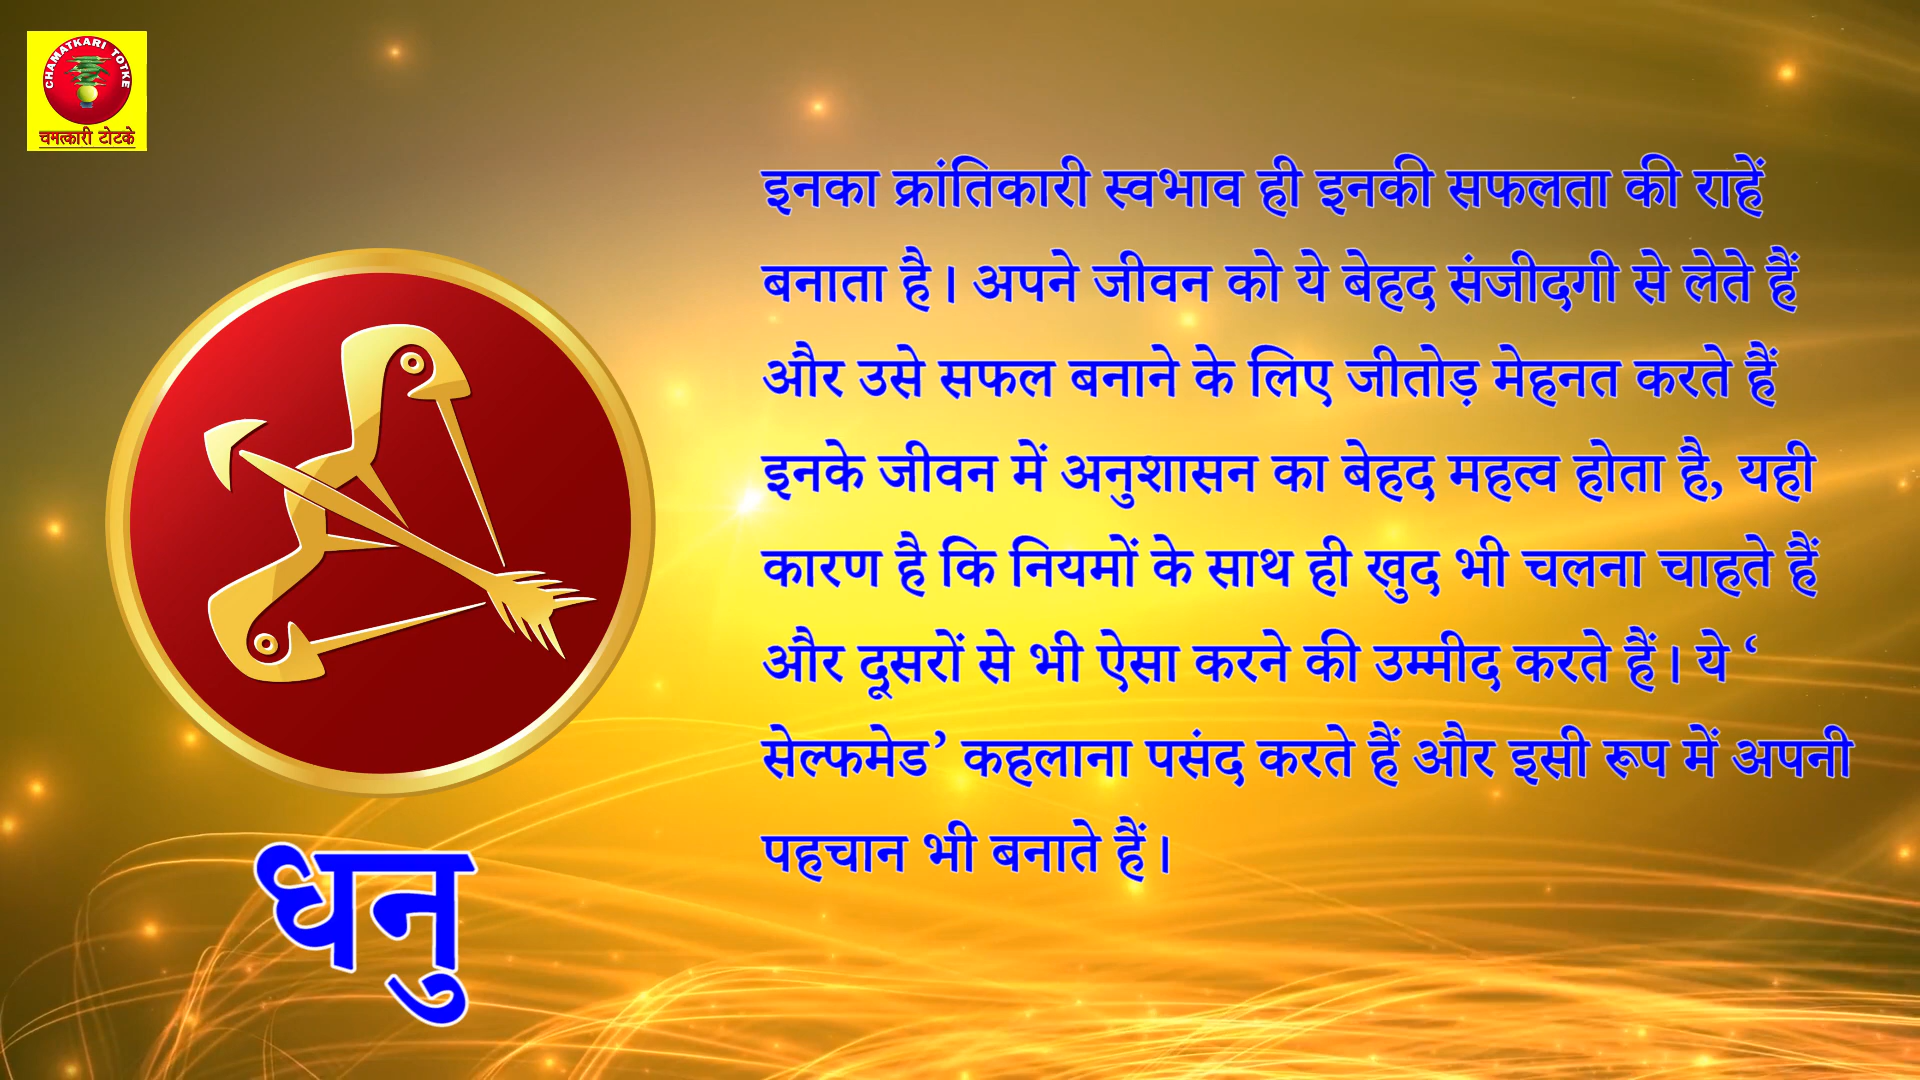 CHAMATKARI TOTKE
चमत्कारी टोटके
इनका क्रांतिकारी स्वभाव ही इनकी सफलता की राहें
बनाता है। अपने जीवन को ये बेहद संजीदगी से लेते हैं
और उसे सफल बनाने के लिए जीतोड़ मेहनत करते हैं
इनके जीवन में अनुशासन का बेहद महत्व होता है, यही
कारण है कि नियमों के साथ ही खुद भी चलना चाहते हैं
और दूसरों से भी ऐसा करने की उम्मीद करते हैं। ये ‘
सेल्फमेड’ कहलाना पसंद करते हैं और इसी रूप में अपनी
पहचान भी बनाते हैं।
धनु